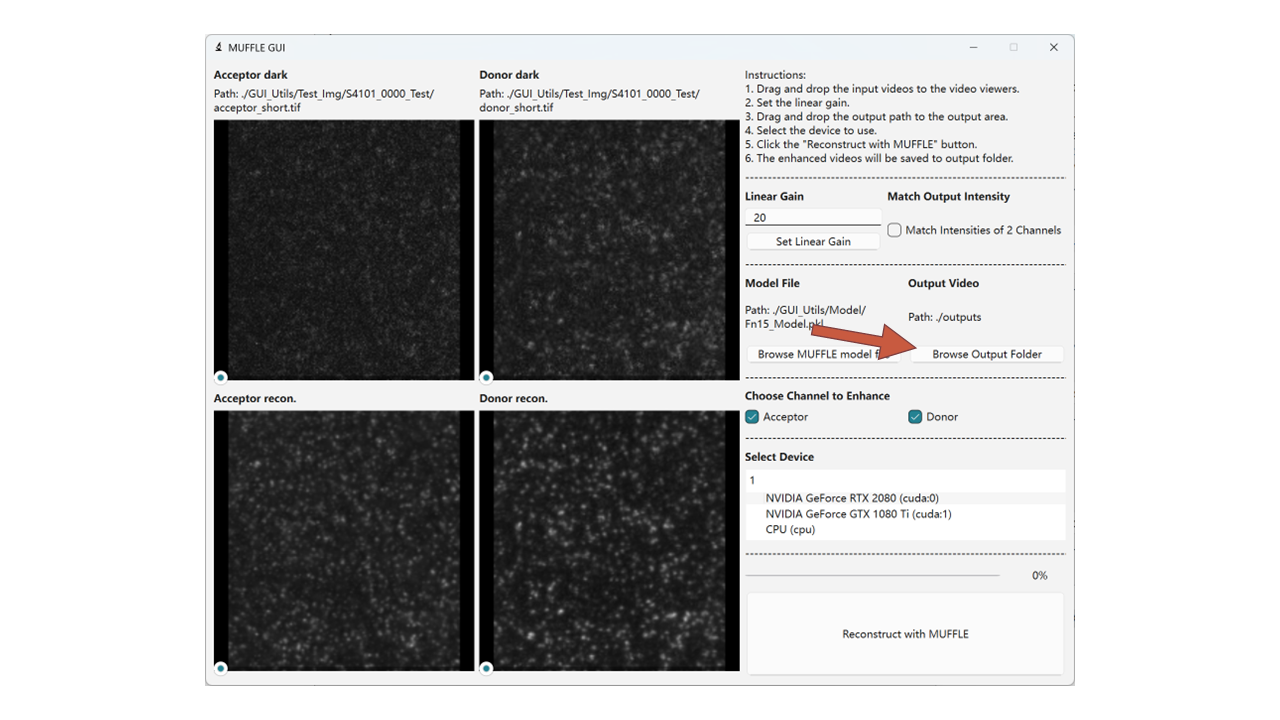 MUFFLE GUI
Acceptor dark
Path: ./GUI_Utils/Test_Img/S4101_0000_Test/
acceptor_short.tif
Donor dark
Path: ./GUI_Utils/Test_Img/S4101_0000_Test/
donor_short.tif
Acceptor recon.
Donor recon.
Instructions:
1. Drag and drop the input videos to the video viewers.
2. Set the linear gain.
3. Drag and drop the output path to the output area.
4. Select the device to use.
5. Click the "Reconstruct with MUFFLE" button.
6. The enhanced videos will be saved to output folder.
Linear Gain
20
Set Linear Gain
Match Output Intensity
Match Intensities of 2 Channels
Model File
Path: ./GUI_Utils/Model/
Fn15_Model.pkl
Browse MUFFLE model
Output Video
Path: ./outputs
Browse Output Folder
Choose Channel to Enhance
Acceptor
Donor
Select Device
1
NVIDIA GeForce RTX 2080 (cuda:0)
NVIDIA GeForce GTX 1080 Ti (cuda:1)
CPU (cpu)
0%
Reconstruct with MUFFLE